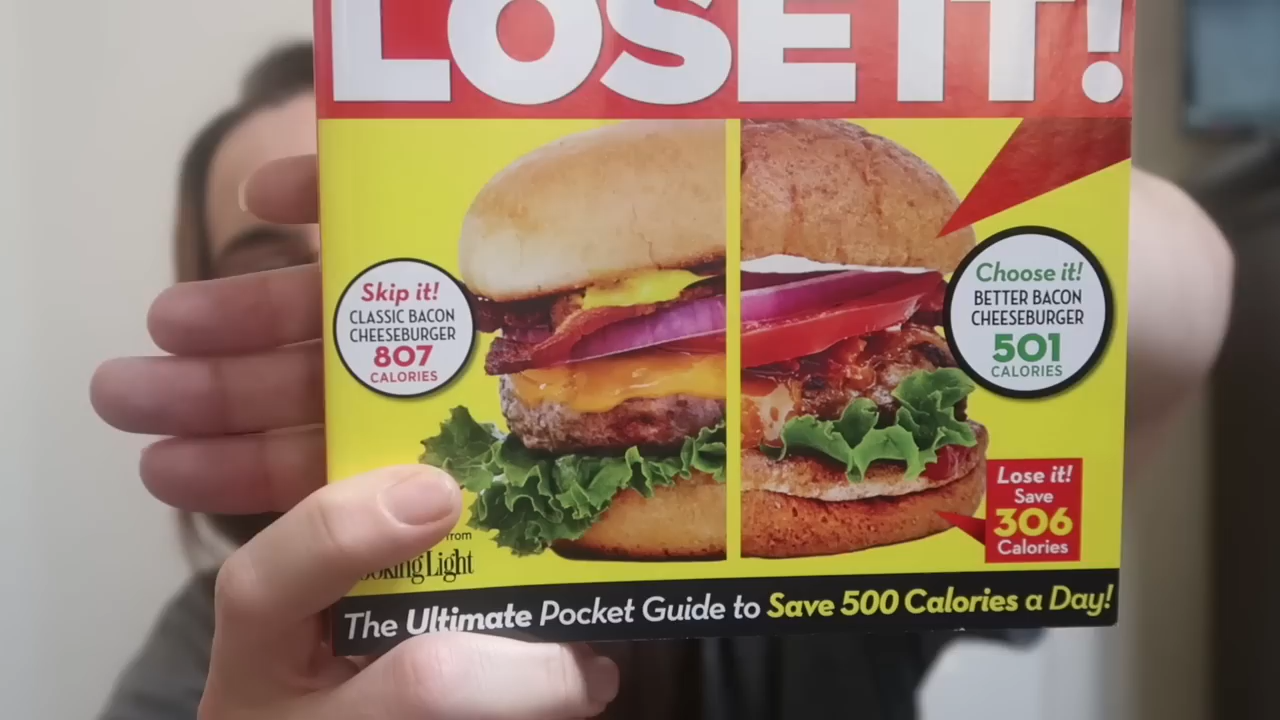 LOSE IT!
Skip it!
CLASSIC BACON
CHEESEBURGER
807
CALORIES
Choose it!
BETTER BACON
CHEESEBURGER
501
CALORIES
Lose it!
Save
306
Calories
from
Light
The Ultimate Pocket Guide to Save 500 Calories a Day!